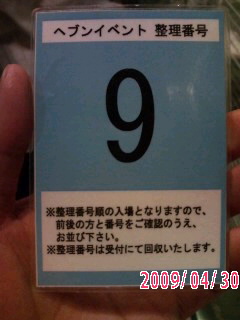 ヘブンイベント 整理番号
9
※整理番号順の入場となりますので、
前後の方と番号をご確認のうえ、
お並び下さい。
※整理番号は受付にて回収いたします。
2009/04/30